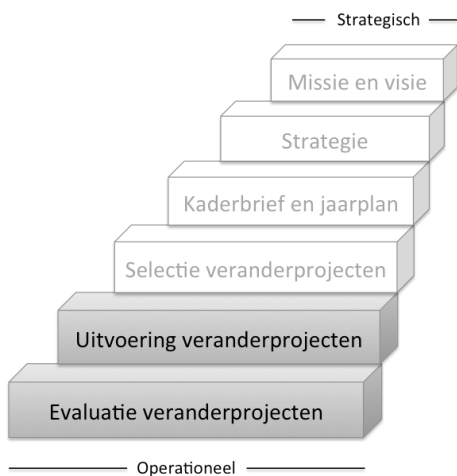 Strategisch
Missie en visie
Strategie
Kaderbrief en jaarplan
Selectie veranderprojecten
Uitvoering veranderprojecten
Evaluatie veranderprojecten
Operationeel